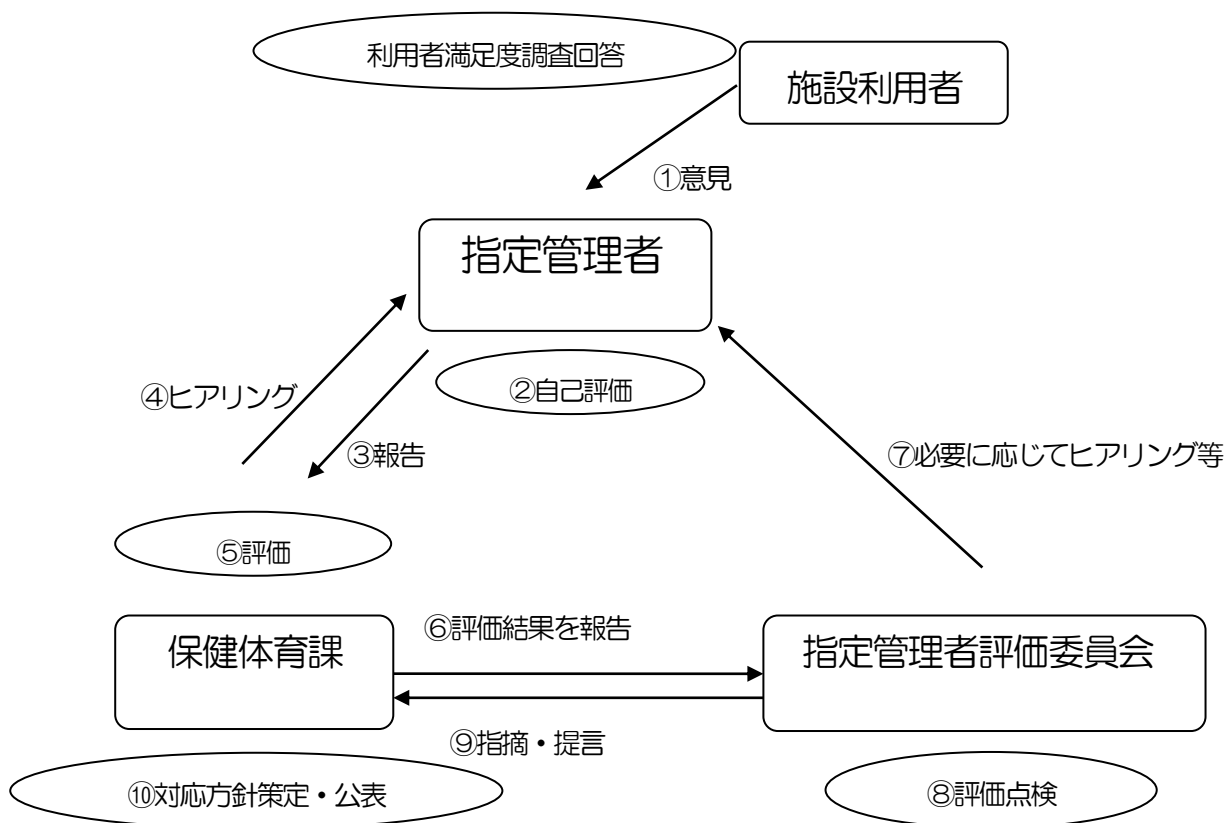 利用者満足度調査回答
施設利用者
①意見
指定管理者
②自己評価
④ヒアリング
③報告
⑦必要に応じてヒアリング等
⑤評価
⑥評価結果を報告
保健体育課
指定管理者評価委員会
⑨指摘・提言
⑩対応方針策定・公表
⑧評価点検